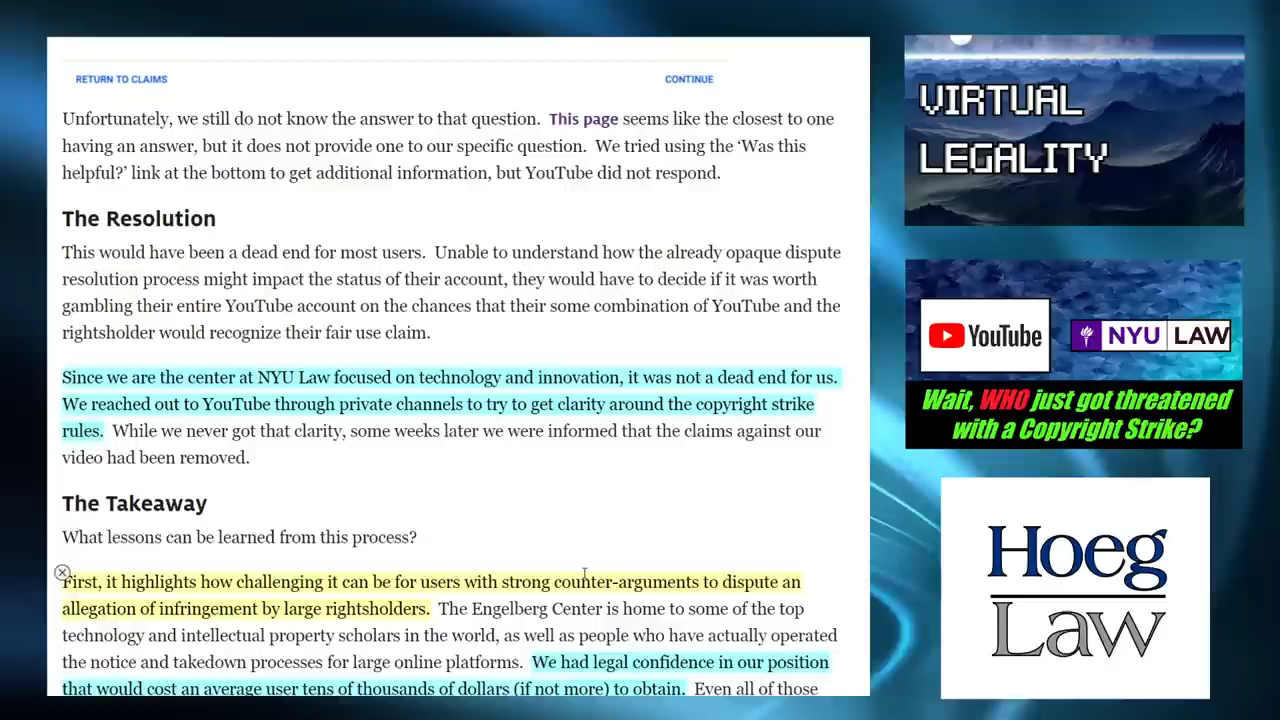 RETURN TO CLAIMS
CONTINUE
Unfortunately, we still do not know the answer to that question.  This page seems like the closest to one
having an answer, but it does not provide one to our specific question.  We tried using the ‘Was this
helpful?’ link at the bottom to get additional information, but YouTube did not respond.
The Resolution
This would have been a dead end for most users.  Unable to understand how the already opaque dispute
resolution process might impact the status of their account, they would have to decide if it was worth
gambling their entire YouTube account on the chances that their some combination of YouTube and the
rightsholder would recognize their fair use claim.
Since we are the center at NYU Law focused on technology and innovation, it was not a dead end for us.
We reached out to YouTube through private channels to try to get clarity around the copyright strike
rules.  While we never got that clarity, some weeks later we were informed that the claims against our
video had been removed.
The Takeaway
What lessons can be learned from this process?
First, it highlights how challenging it can be for users with strong counter-arguments to dispute an
allegation of infringement by large rightsholders.  The Engelberg Center is home to some of the top
technology and intellectual property scholars in the world, as well as people who have actually operated
the notice and takedown processes for large online platforms.  We had legal confidence in our position
that would cost an average user tens of thousands of dollars (if not more) to obtain.  Even all of those
VIRTUAL
LEGALITY
YouTube
NYU LAW
Wait, WHO just got threatened
with a Copyright Strike?
Hoeg
Law